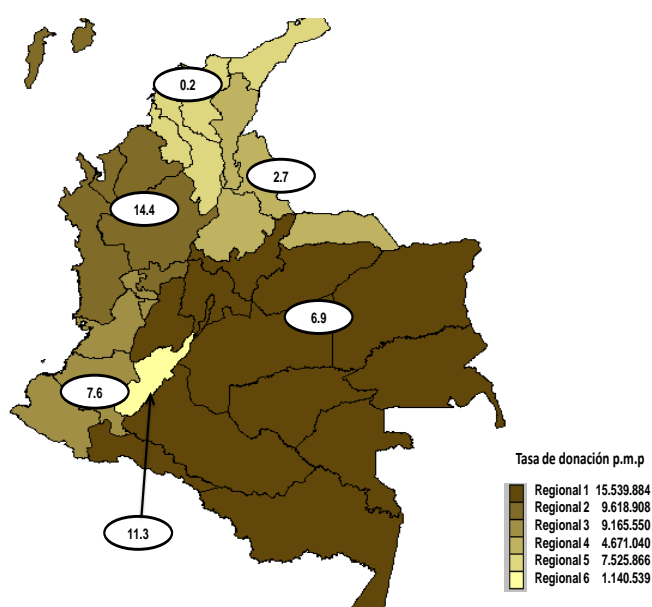 0.2
2.7
14.4
6.9
7.6
11.3
Tasa de donación p.m.p
Regional 1 15.539.884
Regional 2 9.618.908
Regional 3 9.165.550
Regional 4 4.671.040
Regional 5 7.525.866
Regional 6 1.140.539